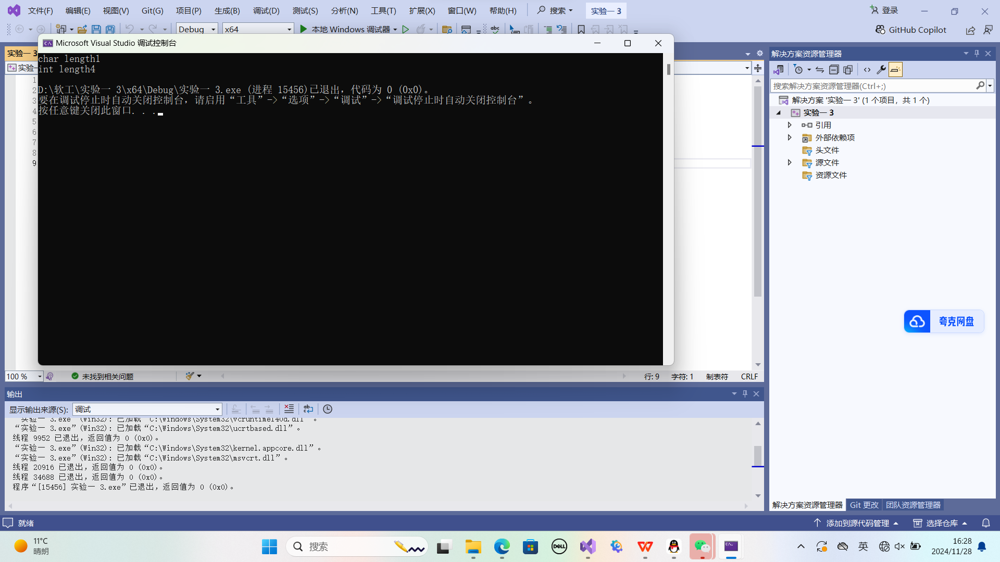 文件(F) 编辑(E) 视图(V) Git(G) 项目(P) 生成(B) 调试(D) 测试(S) 分析(N) 工具(T) 扩展(X) 窗口(W) 帮助(H) 搜索 实验一 3 登录
Debug x64 本地 Windows 调试器 GitHub Copilot
Microsoft Visual Studio 调试控制台
char length1
int length4
D:\软工\实验一 3\x64\Debug\实验一 3.exe (进程 15456)已退出，代码为 0 (0x0)。
要在调试停止时自动关闭控制台，请启用“工具”->“选项”->“调试”->“调试停止时自动关闭控制台”。
按任意键关闭此窗口. . .
实验一 3
实验一
1
2
3
4
5
6
7
8
9
解决方案资源管理器
搜索解决方案资源管理器(Ctrl+;)
解决方案 '实验一 3' (1 个项目，共 1 个)
实验一 3
引用
外部依赖项
头文件
源文件
资源文件
夸克网盘
100 % 未找到相关问题 行: 9 字符: 1 制表符 CRLF
输出
显示输出来源(S): 调试
“实验一 3.exe”(Win32): 已加载“C:\Windows\System32\vcruntime140d.dll”。
“实验一 3.exe”(Win32): 已加载“C:\Windows\System32\ucrtbased.dll”。
线程 9952 已退出，返回值为 0 (0x0)。
“实验一 3.exe”(Win32): 已加载“C:\Windows\System32\kernel.appcore.dll”。
“实验一 3.exe”(Win32): 已加载“C:\Windows\System32\msvcrt.dll”。
线程 20916 已退出，返回值为 0 (0x0)。
线程 34688 已退出，返回值为 0 (0x0)。
程序“[15456] 实验一 3.exe”已退出，返回值为 0 (0x0)。
解决方案资源管理器 Git 更改 团队资源管理器
就绪 添加到源代码管理 选择仓库
11°C
晴朗
搜索
DELL
英
16:28
2024/11/28